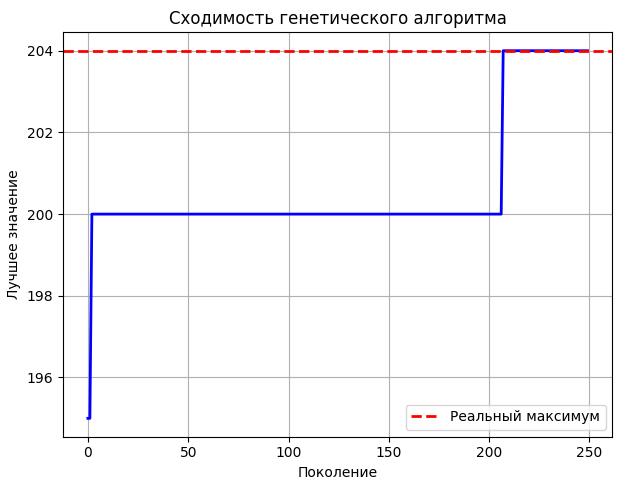 Сходимость генетического алгоритма
Лучшее значение
204
202
200
198
196
Реальный максимум
0 50 100 150 200 250
Поколение